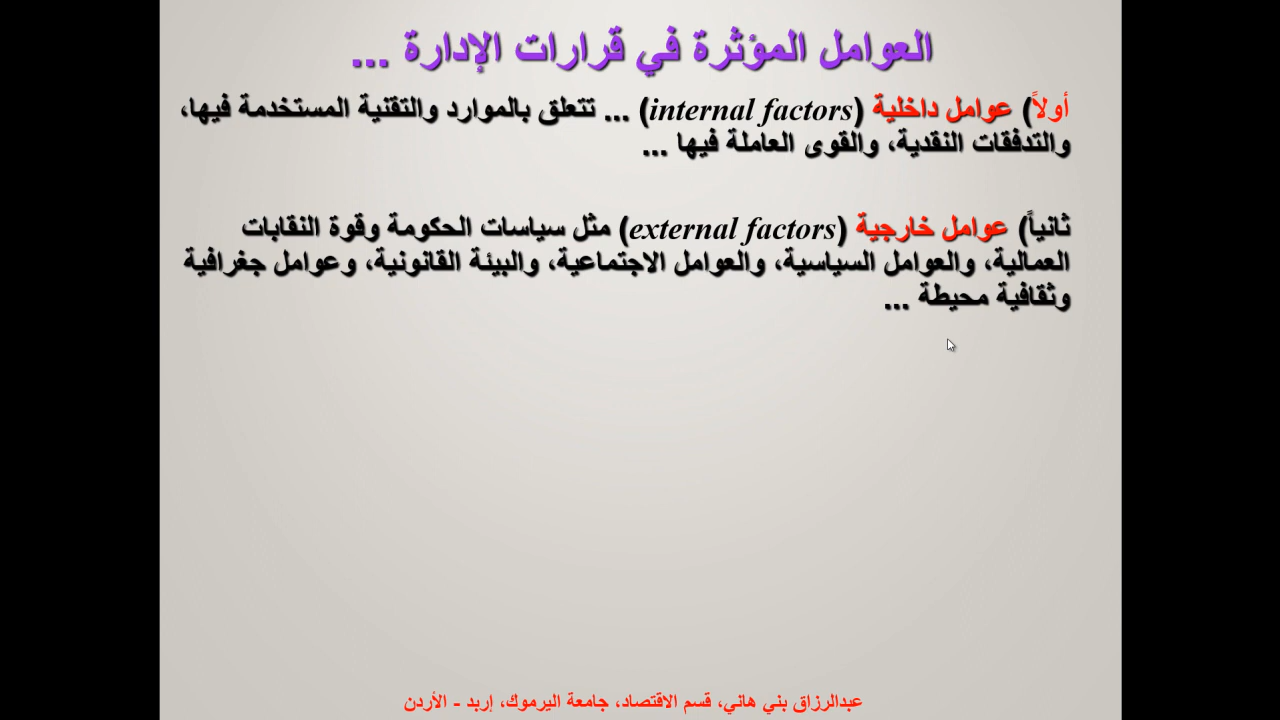 العوامل المؤثرة في قرارات الإدارة ...
أولاً) عوامل داخلية (internal factors) ... تتعلق بالموارد والتقنية المستخدمة فيها،
والتدفقات النقدية، والقوى العاملة فيها ...
ثانياً) عوامل خارجية (external factors) مثل سياسات الحكومة وقوة النقابات
العمالية، والعوامل السياسية، والعوامل الاجتماعية، والبيئة القانونية، وعوامل جغرافية
وثقافية محيطة ...
عبدالرزاق بني هاني، قسم الاقتصاد، جامعة اليرموك، إربد - الأردن